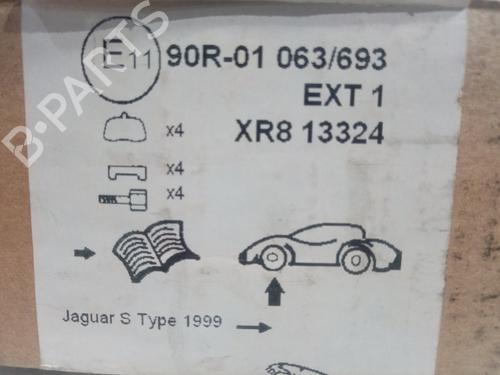 E11 90R-01 063/693
EXT 1
XR8 13324
x4
x4
x4
Jaguar S Type 1999
B-PARTS